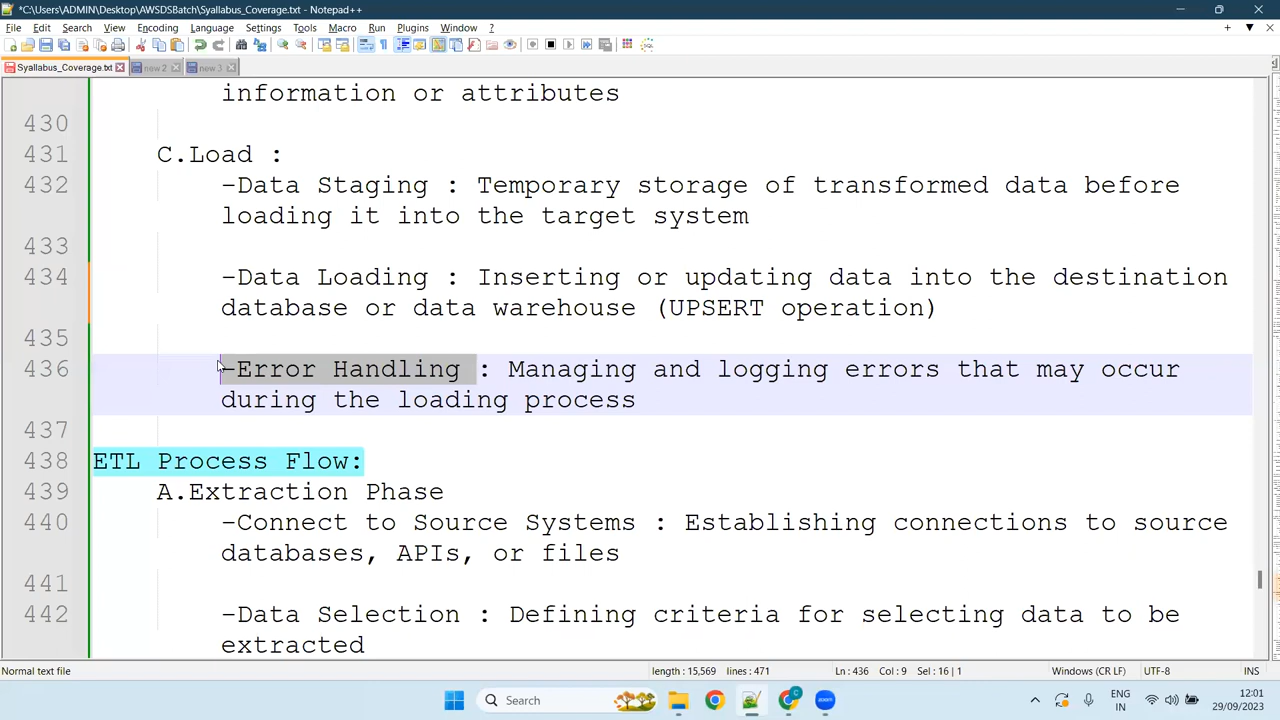 *C:\Users\ADMIN\Desktop\AWSDSBatch\Syallabus_Coverage.txt - Notepad++
File Edit Search View Encoding Language Settings Tools Macro Run Plugins Window ?
Syallabus_Coverage.txt new 2 new 3
information or attributes
430
431 C.Load :
432 -Data Staging : Temporary storage of transformed data before
loading it into the target system
433
434 -Data Loading : Inserting or updating data into the destination
database or data warehouse (UPSERT operation)
435
436 -Error Handling : Managing and logging errors that may occur
during the loading process
437
438 ETL Process Flow:
439 A.Extraction Phase
440 -Connect to Source Systems : Establishing connections to source
databases, APIs, or files
441
442 -Data Selection : Defining criteria for selecting data to be
extracted
Normal text file length : 15,569 lines : 471 Ln : 436 Col : 9 Sel : 16 | 1 Windows (CR LF) UTF-8 INS
Search
ENG
IN
12:01
29/09/2023